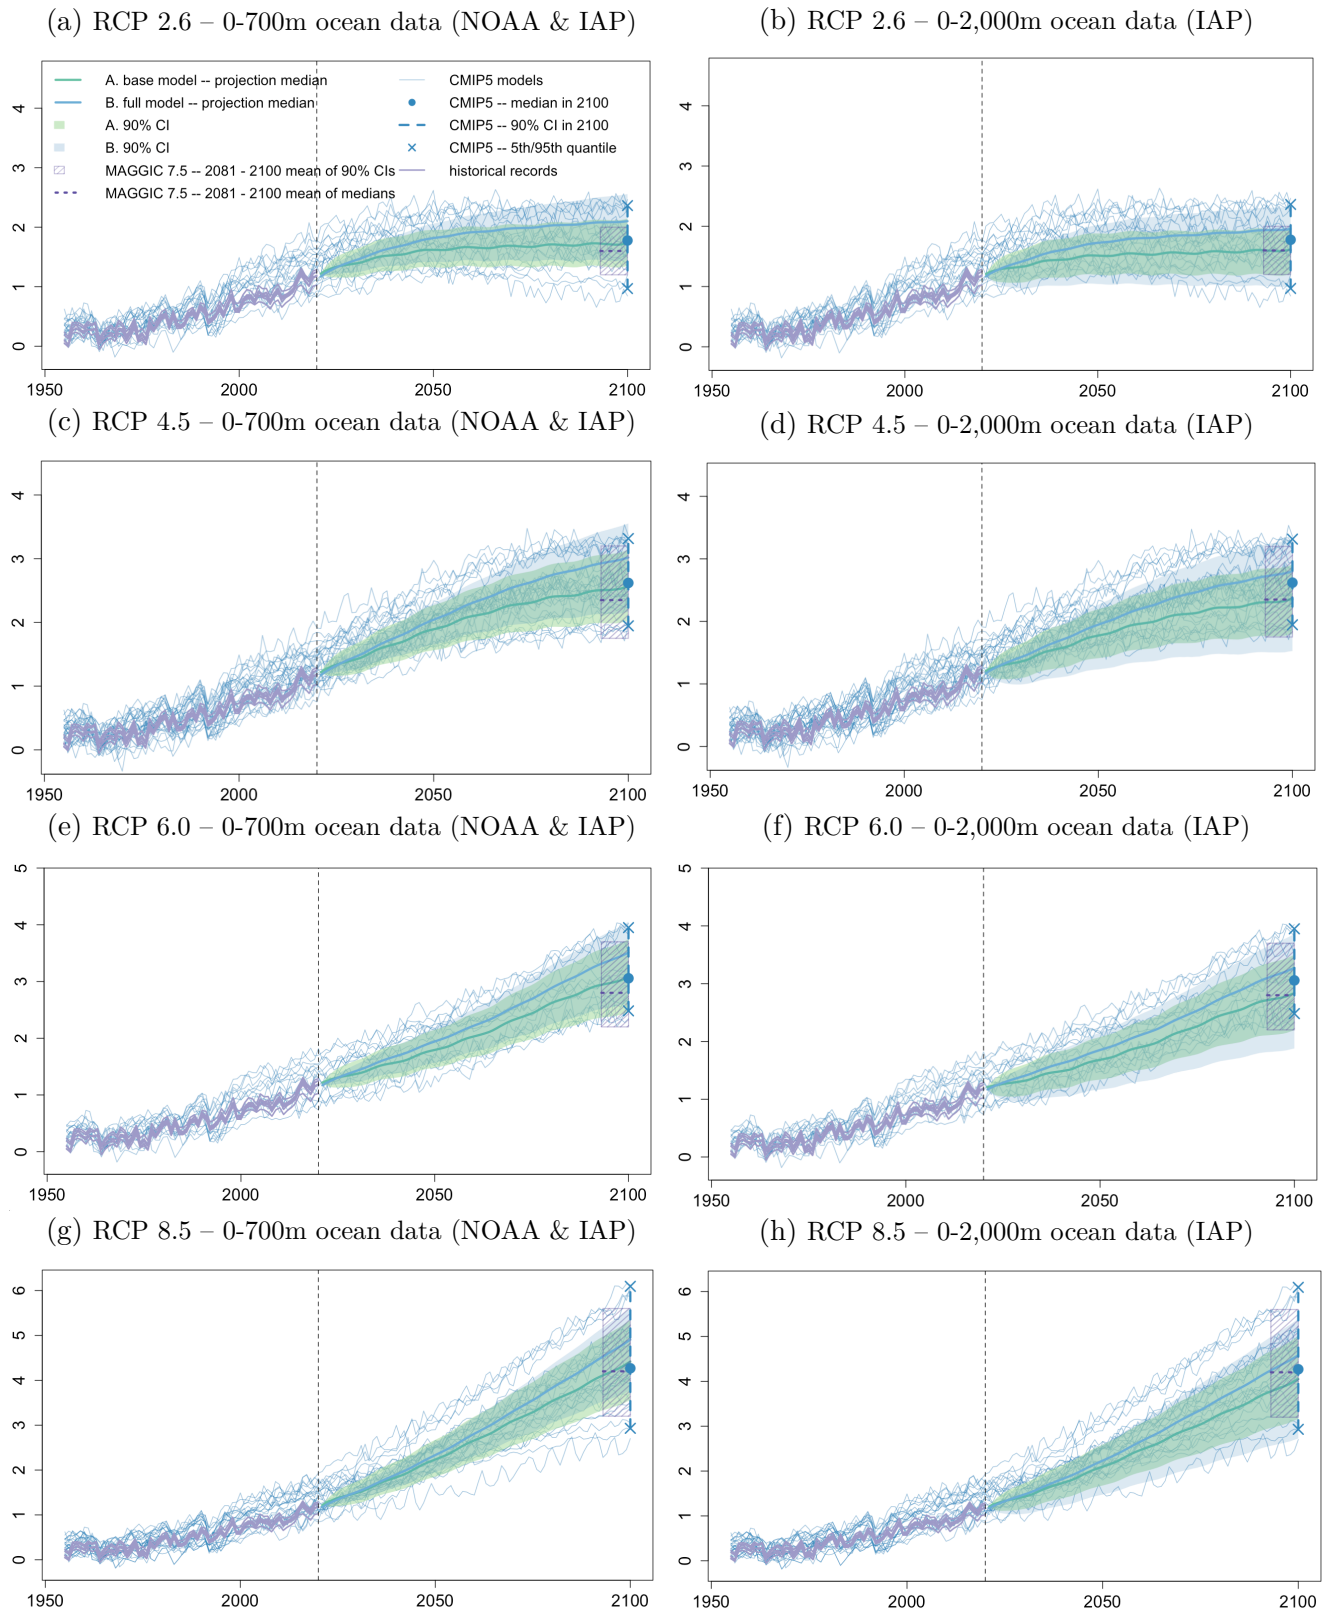 (a) RCP 2.6 – 0-700m ocean data (NOAA & IAP)
A. base model -- projection median
B. full model -- projection median
A. 90% CI
B. 90% CI
MAGGIC 7.5 -- 2081 - 2100 mean of 90% CIs
MAGGIC 7.5 -- 2081 - 2100 mean of medians
CMIP5 models
CMIP5 -- median in 2100
CMIP5 -- 90% CI in 2100
CMIP5 -- 5th/95th quantile
historical records
4
3
2
1
0
1950 2000 2050 2100
(b) RCP 2.6 – 0-2,000m ocean data (IAP)
4
3
2
1
0
1950 2000 2050 2100
(c) RCP 4.5 – 0-700m ocean data (NOAA & IAP)
4
3
2
1
0
1950 2000 2050 2100
(d) RCP 4.5 – 0-2,000m ocean data (IAP)
4
3
2
1
0
1950 2000 2050 2100
(e) RCP 6.0 – 0-700m ocean data (NOAA & IAP)
5
4
3
2
1
0
1950 2000 2050 2100
(f) RCP 6.0 – 0-2,000m ocean data (IAP)
5
4
3
2
1
0
1950 2000 2050 2100
(g) RCP 8.5 – 0-700m ocean data (NOAA & IAP)
6
5
4
3
2
1
0
1950 2000 2050 2100
(h) RCP 8.5 – 0-2,000m ocean data (IAP)
6
5
4
3
2
1
0
1950 2000 2050 2100